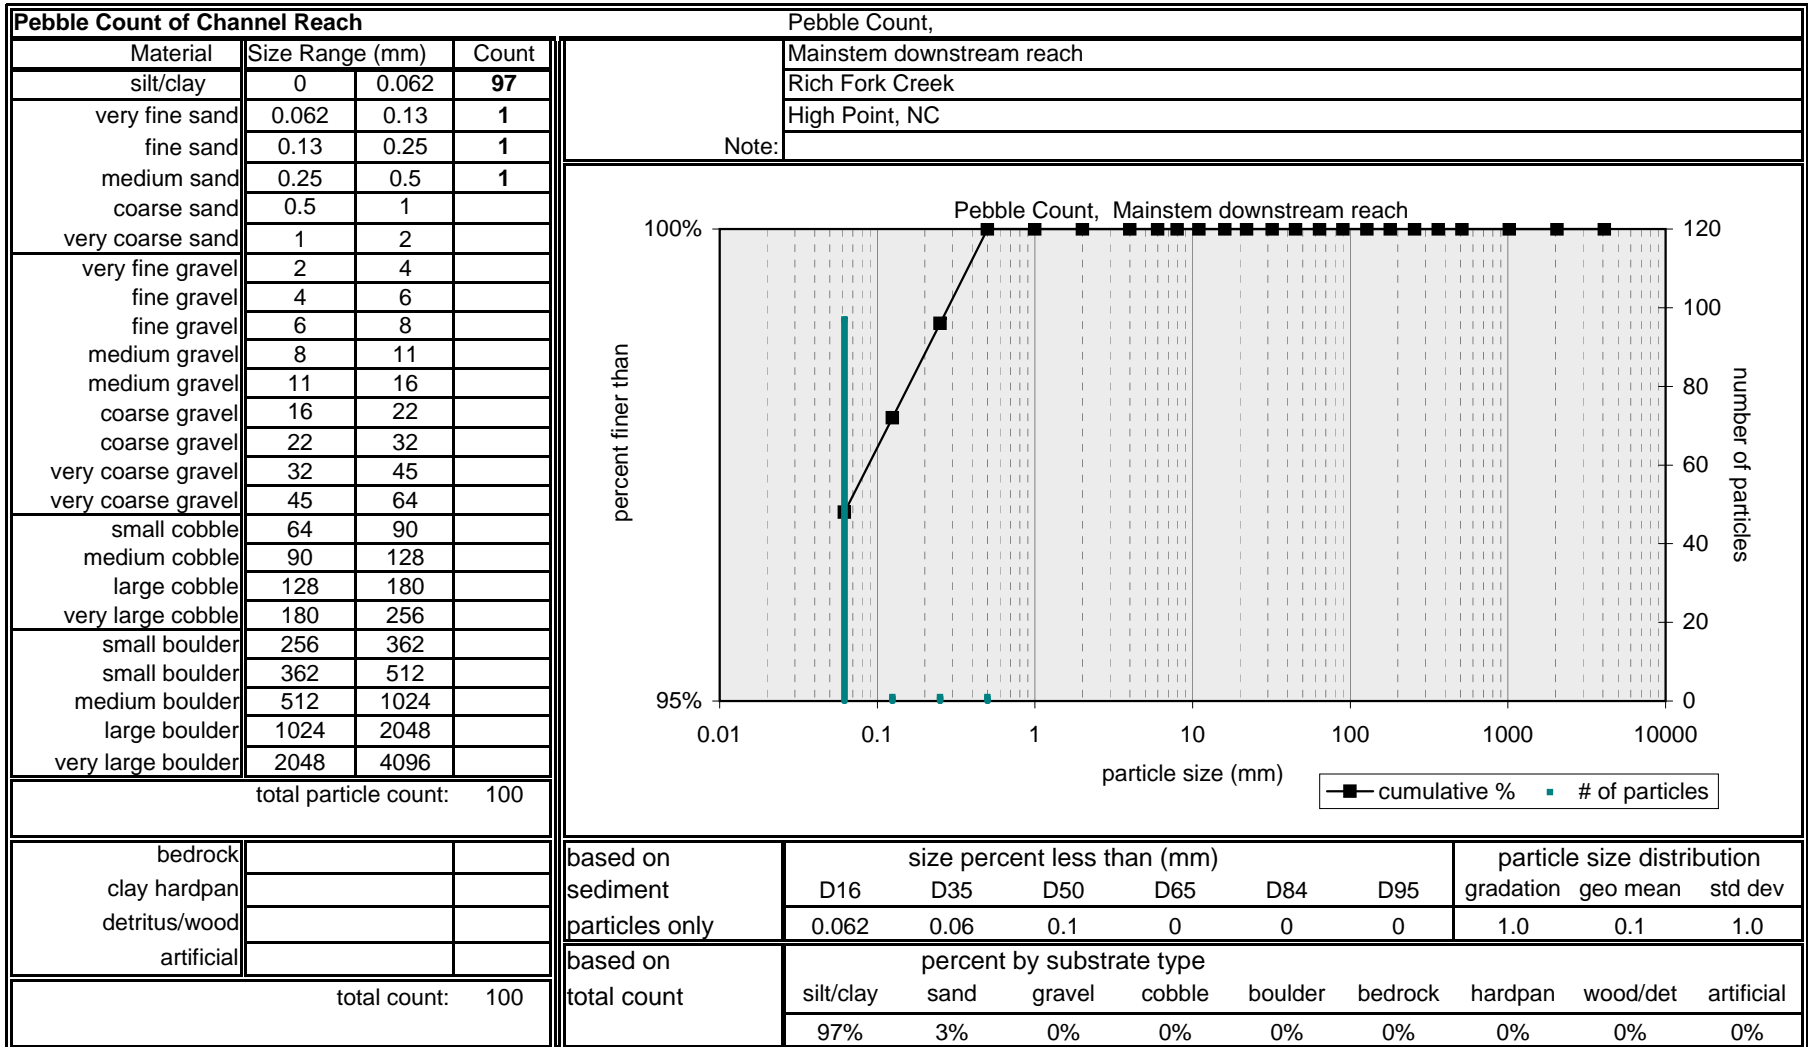 Pebble Count of Channel Reach
Pebble Count,
Material Size Range (mm) Count
Mainstem downstream reach
silt/clay 0 0.062 97
Rich Fork Creek
very fine sand 0.062 0.13 1
High Point, NC
fine sand 0.13 0.25 1
Note:
medium sand 0.25 0.5 1
coarse sand 0.5 1
very coarse sand 1 2
very fine gravel 2 4
fine gravel 4 6
fine gravel 6 8
medium gravel 8 11
medium gravel 11 16
coarse gravel 16 22
coarse gravel 22 32
very coarse gravel 32 45
very coarse gravel 45 64
small cobble 64 90
medium cobble 90 128
large cobble 128 180
very large cobble 180 256
small boulder 256 362
small boulder 362 512
medium boulder 512 1024
large boulder 1024 2048
very large boulder 2048 4096
total particle count: 100
Pebble Count, Mainstem downstream reach
100%
95%
percent finer than
120
100
80
60
40
20
0
number of particles
0.01 0.1 1 10 100 1000 10000
particle size (mm)
cumulative % # of particles
bedrock
clay hardpan
detritus/wood
artificial
total count: 100
based on size percent less than (mm) particle size distribution
sediment D16 D35 D50 D65 D84 D95 gradation geo mean std dev
particles only 0.062 0.06 0.1 0 0 0 1.0 0.1 1.0
based on percent by substrate type
total count silt/clay sand gravel cobble boulder bedrock hardpan wood/det artificial
97% 3% 0% 0% 0% 0% 0% 0% 0%